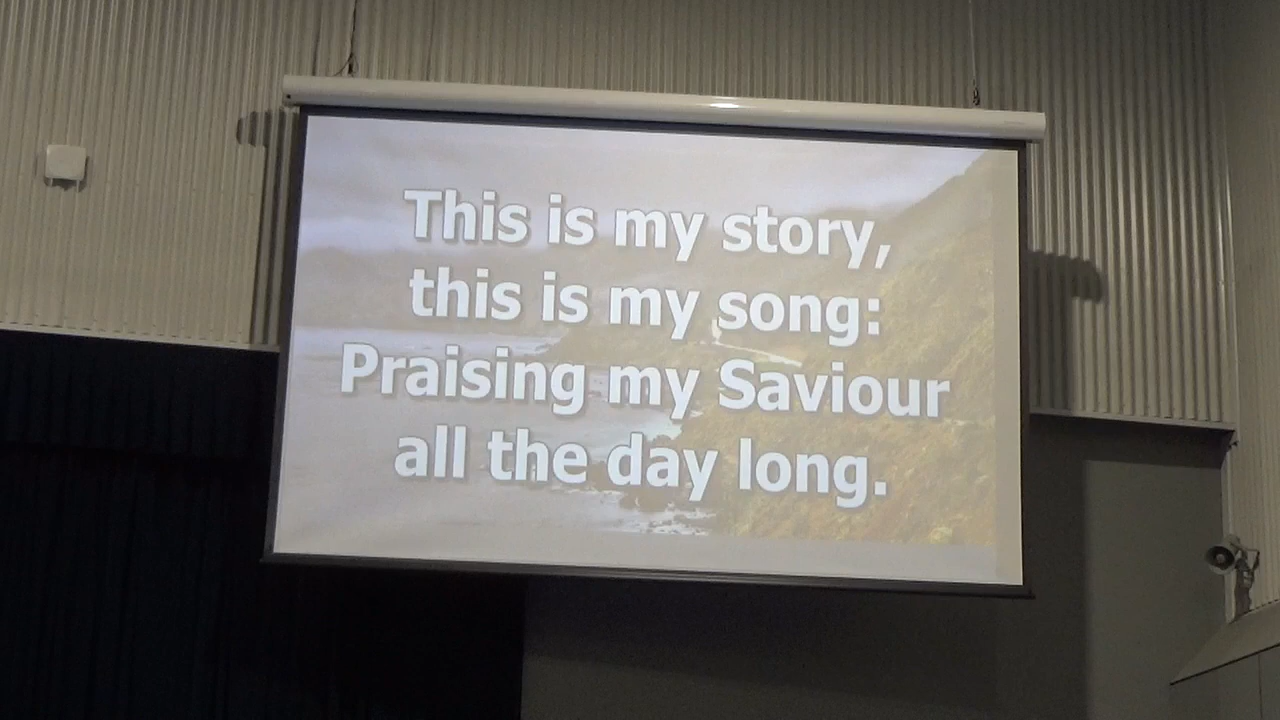 This is my story,
this is my song:
Praising my Saviour
all the day long.